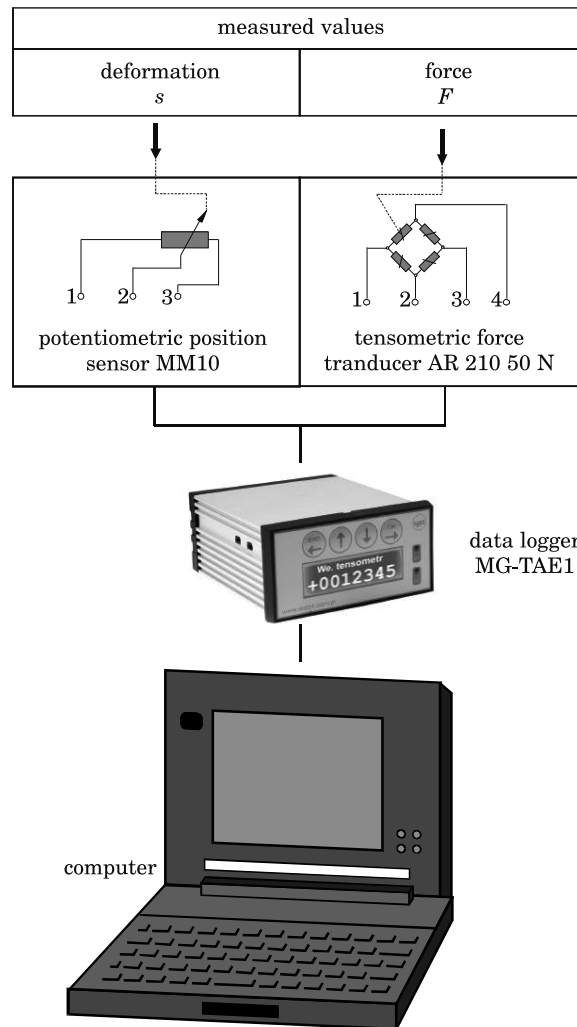 measured values
deformation
s
force
F
1 2 3
1 2 3 4
potentiometric position
sensor MM10
tensometric force
tranducer AR 210 50 N
We. tensometr
+0012345
data logger
MG-TAE1
computer